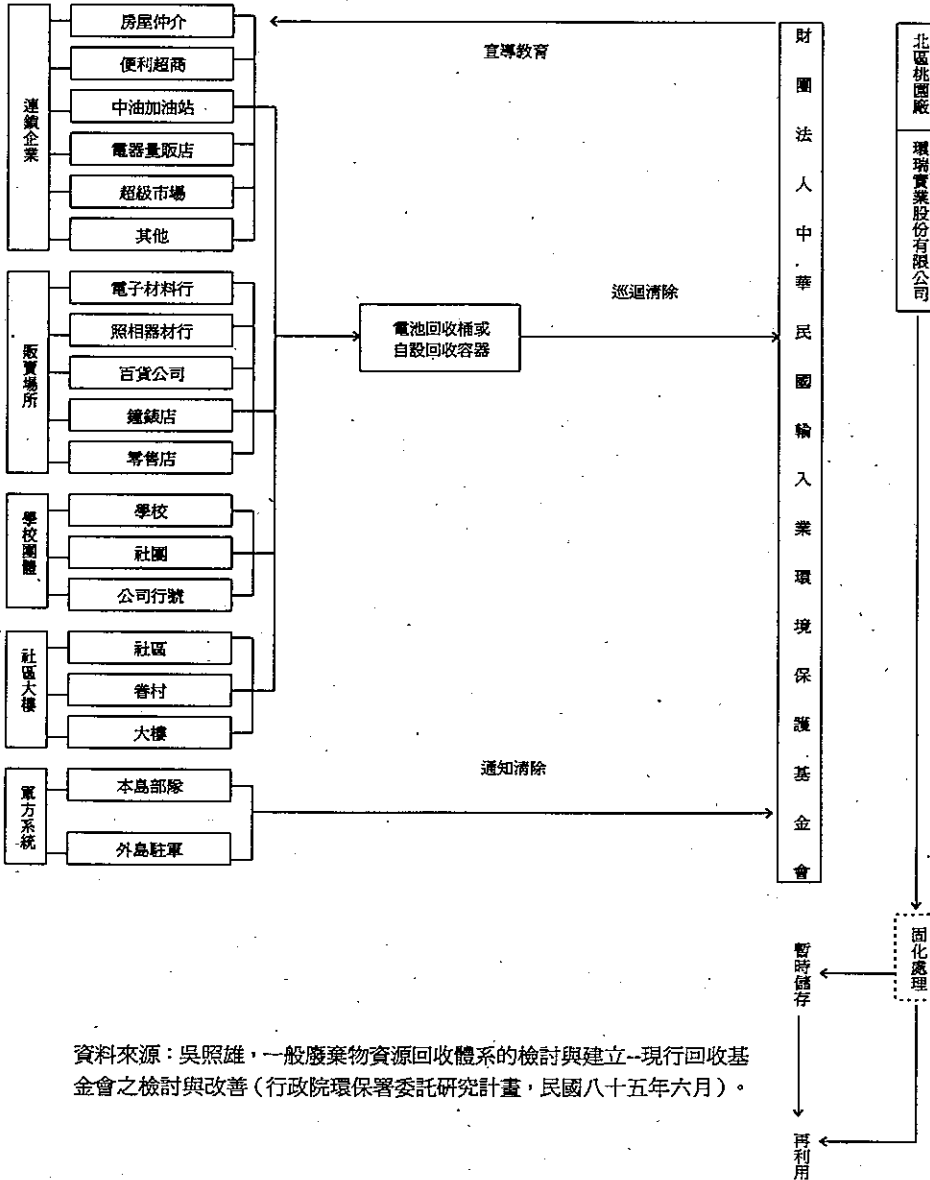 連鎖企業
房屋仲介
便利超商
中油加油站
電器量販店
超級市場
其他
販賣場所
電子材料行
照相器材行
百貨公司
鐘錶店
零售店
學校團體
學校
社團
公司行號
社區大樓
社區
眷村
大樓
軍方系統
本島部隊
外島駐軍
宣導教育
電池回收桶或
自設回收容器
巡迴清除
通知清除
財團法人中華民國輸入業環境保護基金會
北區桃園廠
環瑞實業股份有限公司
固化處理
暫時儲存
再利用
資料來源：吳照雄，一般廢棄物資源回收體系的檢討與建立--現行回收基
金會之檢討與改善（行政院環保署委託研究計畫，民國八十五年六月）。